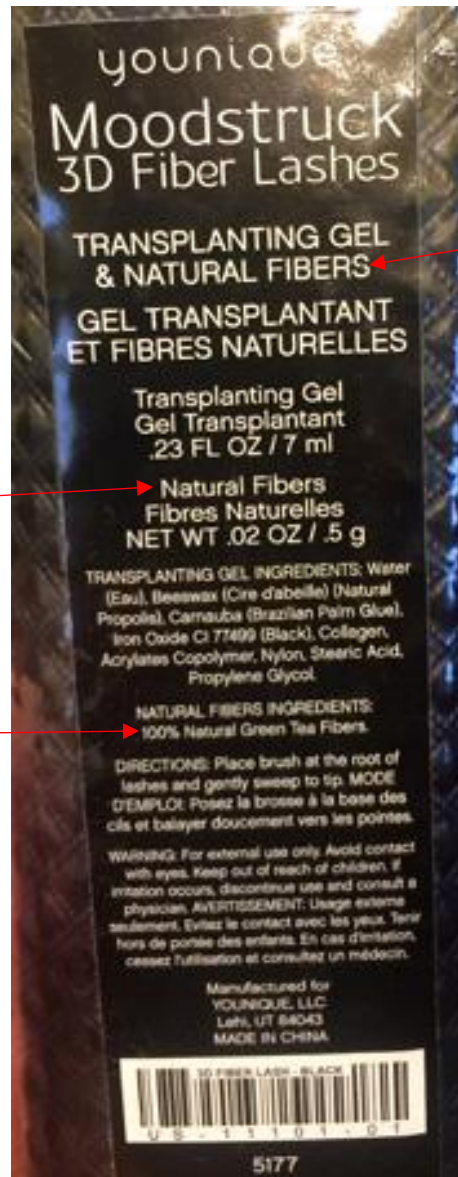 younique
Moodstruck
3D Fiber Lashes
TRANSPLANTING GEL
& NATURAL FIBERS
GEL TRANSPLANTANT
ET FIBRES NATURELLES
Transplanting Gel
Gel Transplantant
.23 FL OZ / 7 ml
Natural Fibers
Fibres Naturelles
NET WT .02 OZ / .5 g
TRANSPLANTING GEL INGREDIENTS: Water
(Eau), Beeswax (Cire d'abeille) (Natural
Propolis), Carnauba (Brazilian Palm Glue),
Iron Oxide CI 77499 (Black), Collagen,
Acrylates Copolymer, Nylon, Stearic Acid,
Propylene Glycol.
NATURAL FIBERS INGREDIENTS:
100% Natural Green Tea Fibers.
DIRECTIONS: Place brush at the root of
lashes and gently sweep to tip. MODE
D'EMPLOI: Posez la brosse à la base des
cils et balayer doucement vers les pointes.
WARNING: For external use only. Avoid contact
with eyes. Keep out of reach of children. If
irritation occurs, discontinue use and consult a
physician. AVERTISSEMENT: Usage externe
seulement. Evitez le contact avec les yeux. Tenir
hors de portée des enfants. En cas d'irritation,
cessez l'utilisation et consultez un médecin.
Manufactured for
YOUNIQUE, LLC
Lehi, UT 84043
MADE IN CHINA
3D FIBER LASH - BLACK
US-11101-01
5177